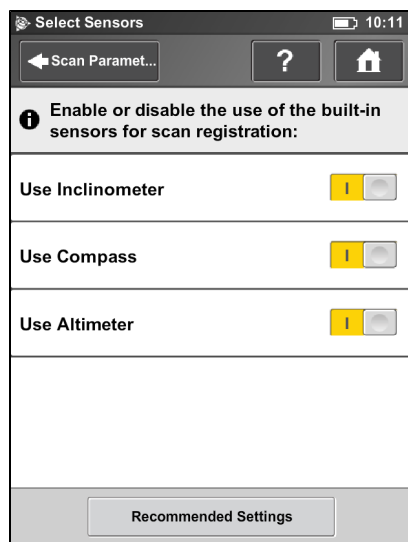 Select Sensors 10:11
Scan Paramet... ?
Enable or disable the use of the built-in
sensors for scan registration:
Use Inclinometer I
Use Compass I
Use Altimeter I
Recommended Settings